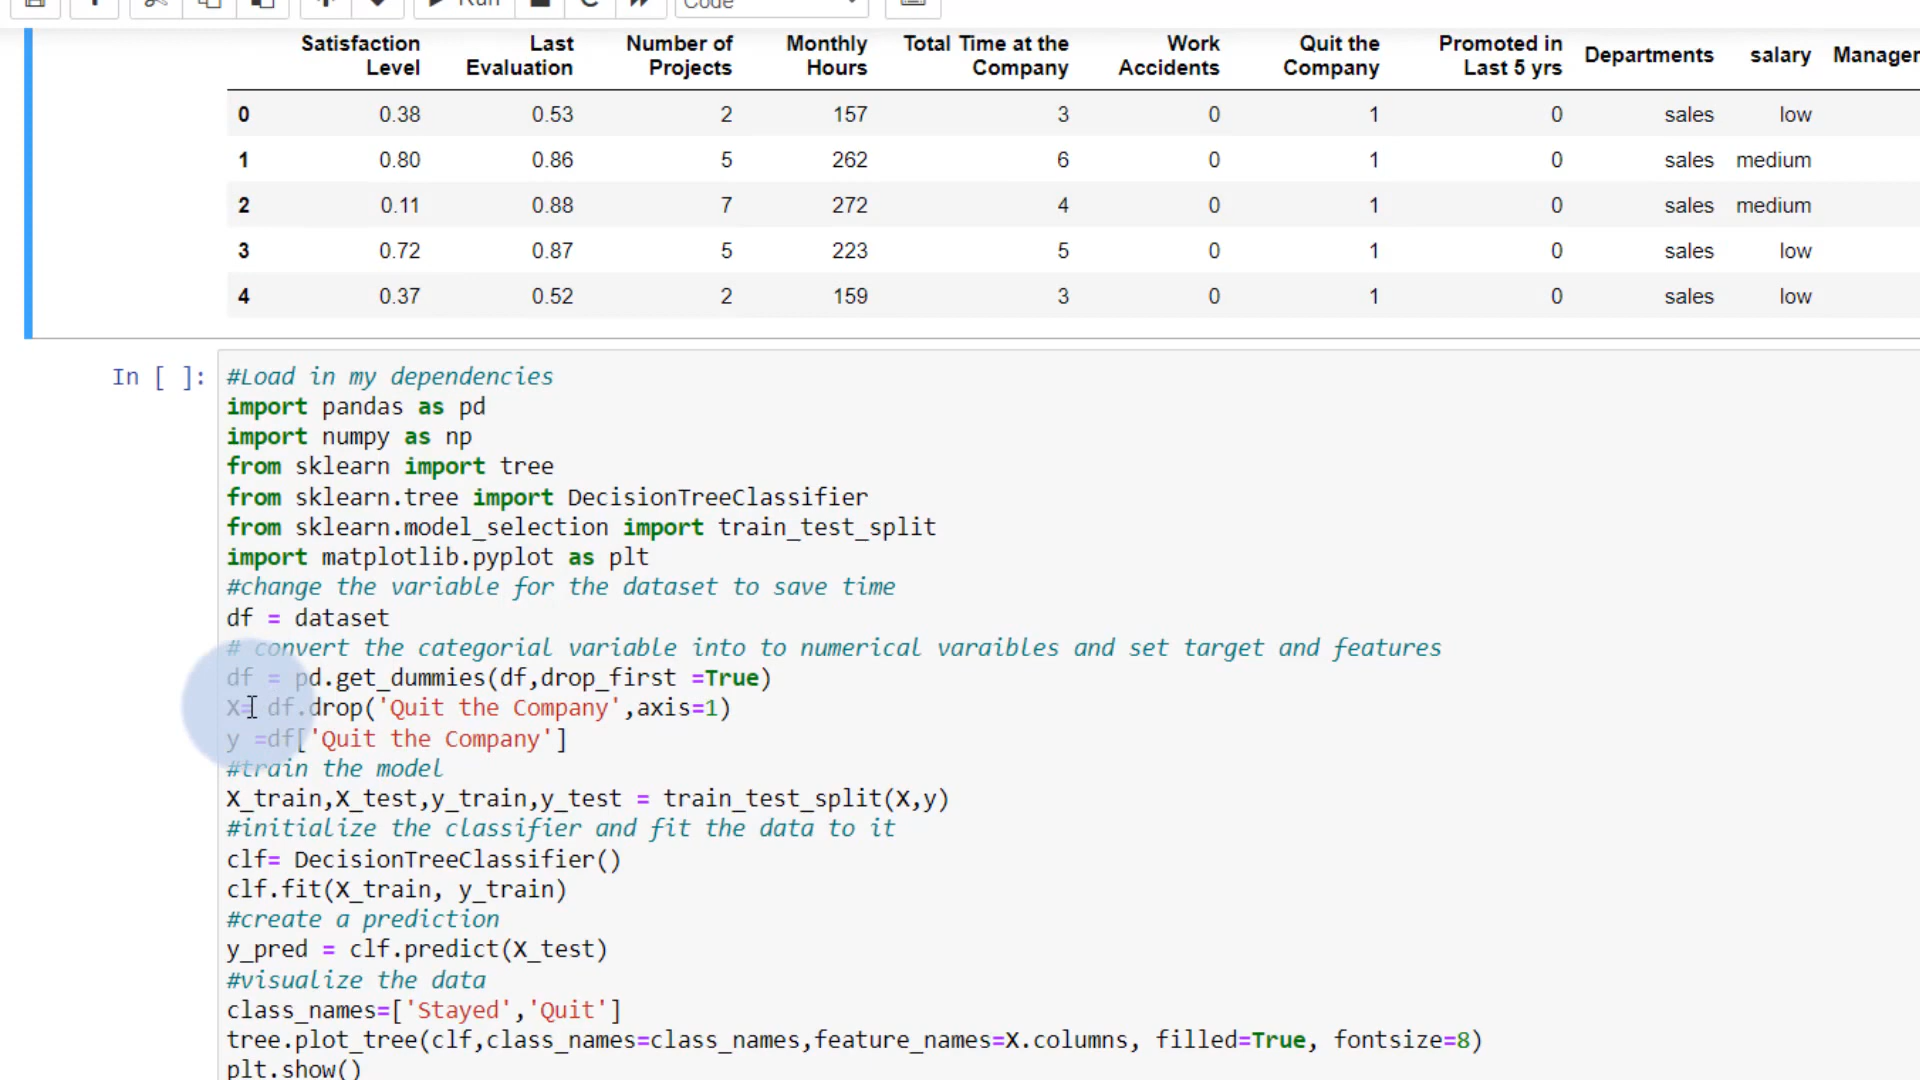 Run Code
Satisfaction Level Last Evaluation Number of Projects Monthly Hours Total Time at the Company Work Accidents Quit the Company Promoted in Last 5 yrs Departments salary Manager
0 0.38 0.53 2 157 3 0 1 0 sales low
1 0.80 0.86 5 262 6 0 1 0 sales medium
2 0.11 0.88 7 272 4 0 1 0 sales medium
3 0.72 0.87 5 223 5 0 1 0 sales low
4 0.37 0.52 2 159 3 0 1 0 sales low
In [ ]: #Load in my dependencies
import pandas as pd
import numpy as np
from sklearn import tree
from sklearn.tree import DecisionTreeClassifier
from sklearn.model_selection import train_test_split
import matplotlib.pyplot as plt
#change the variable for the dataset to save time
df = dataset
# convert the categorial variable into to numerical varaibles and set target and features
df = pd.get_dummies(df,drop_first =True)
X= df.drop('Quit the Company',axis=1)
y =df['Quit the Company']
#train the model
X_train,X_test,y_train,y_test = train_test_split(X,y)
#initialize the classifier and fit the data to it
clf= DecisionTreeClassifier()
clf.fit(X_train, y_train)
#create a prediction
y_pred = clf.predict(X_test)
#visualize the data
class_names=['Stayed','Quit']
tree.plot_tree(clf,class_names=class_names,feature_names=X.columns, filled=True, fontsize=8)
plt.show()